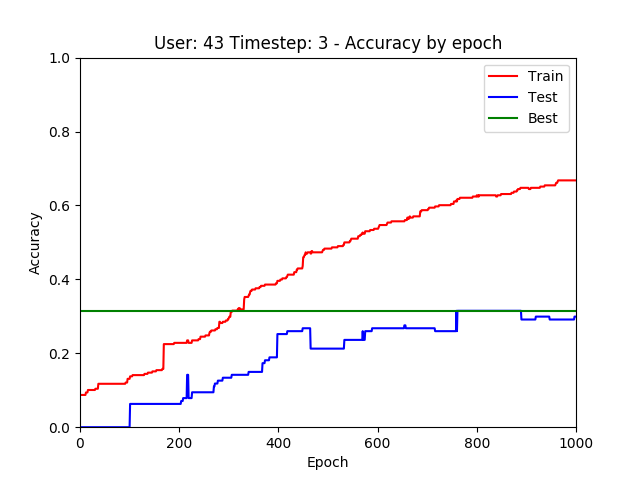 User: 43 Timestep: 3 - Accuracy by epoch
1.0
Train
Test
Best
0.8
0.6
Accuracy
0.4
0.2
0.0
0 200 400 600 800 1000
Epoch